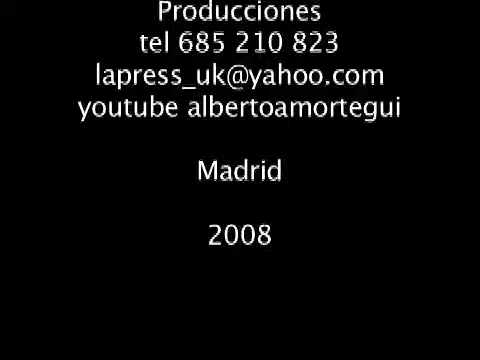 Producciones
tel 685 210 823
lapress_uk@yahoo.com
youtube albertoamortegui
Madrid
2008